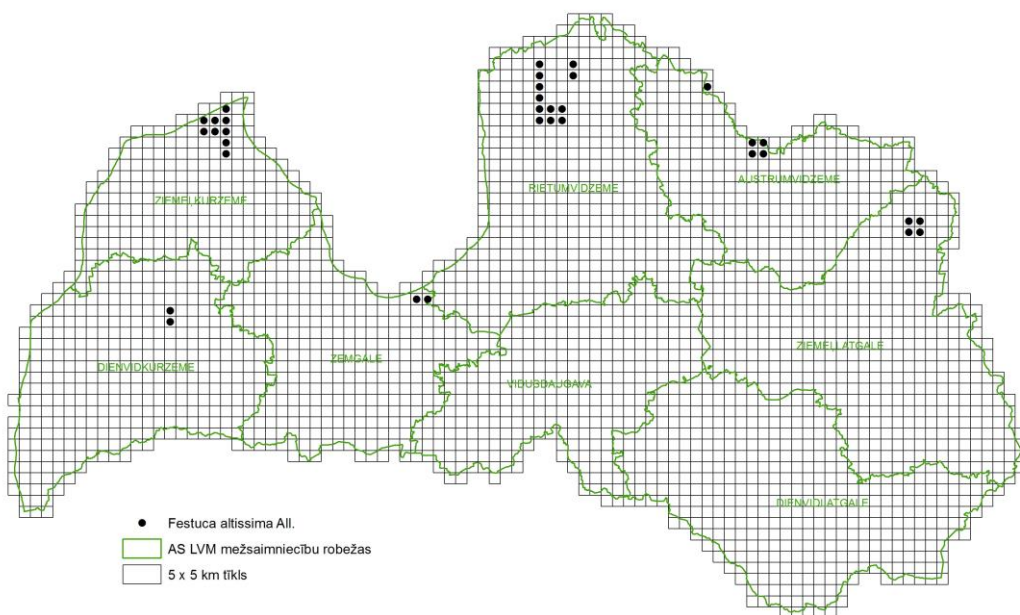 AUSTRUMVIDZEME
RIETUMVIDZEME
ZIEMEĻKURZEME
ZIEMEĻLATGALE
ZEMGALE
DIENVIDKURZEME
VIDUSDAUGAVA
DIENVIDLATGALE
Festuca altissima All.
AS LVM mežsaimniecību robežas
5 x 5 km tīkls